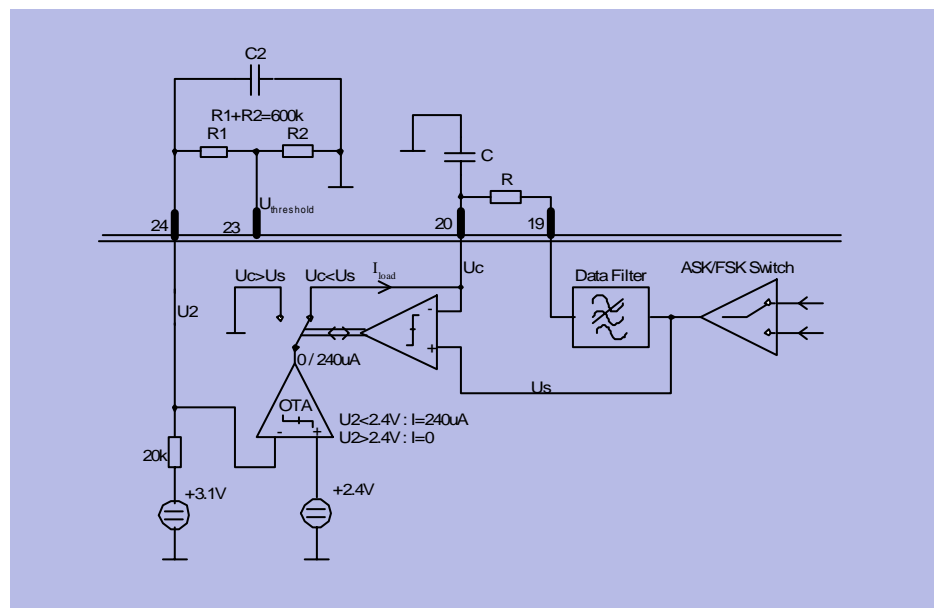 C2
R1+R2=600k
R1
R2
C
R
Uthreshold
24
23
20
19
Uc>Us
Uc<Us
Iload
Uc
Data Filter
ASK/FSK Switch
U2
-
+
0 / 240uA
Us
OTA
-
+
U2<2.4V : I=240uA
U2>2.4V : I=0
20k
+3.1V
+2.4V